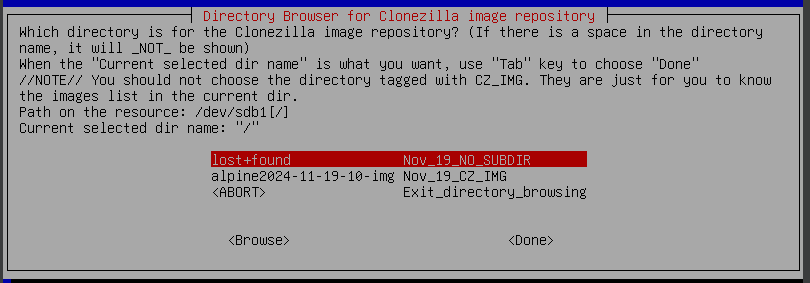 Directory Browser for Clonezilla image repository
Which directory is for the Clonezilla image repository? (If there is a space in the directory
name, it will _NOT_ be shown)
When the "Current selected dir name" is what you want, use "Tab" key to choose "Done"
//NOTE// You should not choose the directory tagged with CZ_IMG. They are just for you to know
the images list in the current dir.
Path on the resource: /dev/sdb1[/]
Current selected dir name: "/"
lost+found Nov_19_NO_SUBDIR
alpine2024-11-19-10-img Nov_19_CZ_IMG
<ABORT> Exit_directory_browsing
<Browse> <Done>